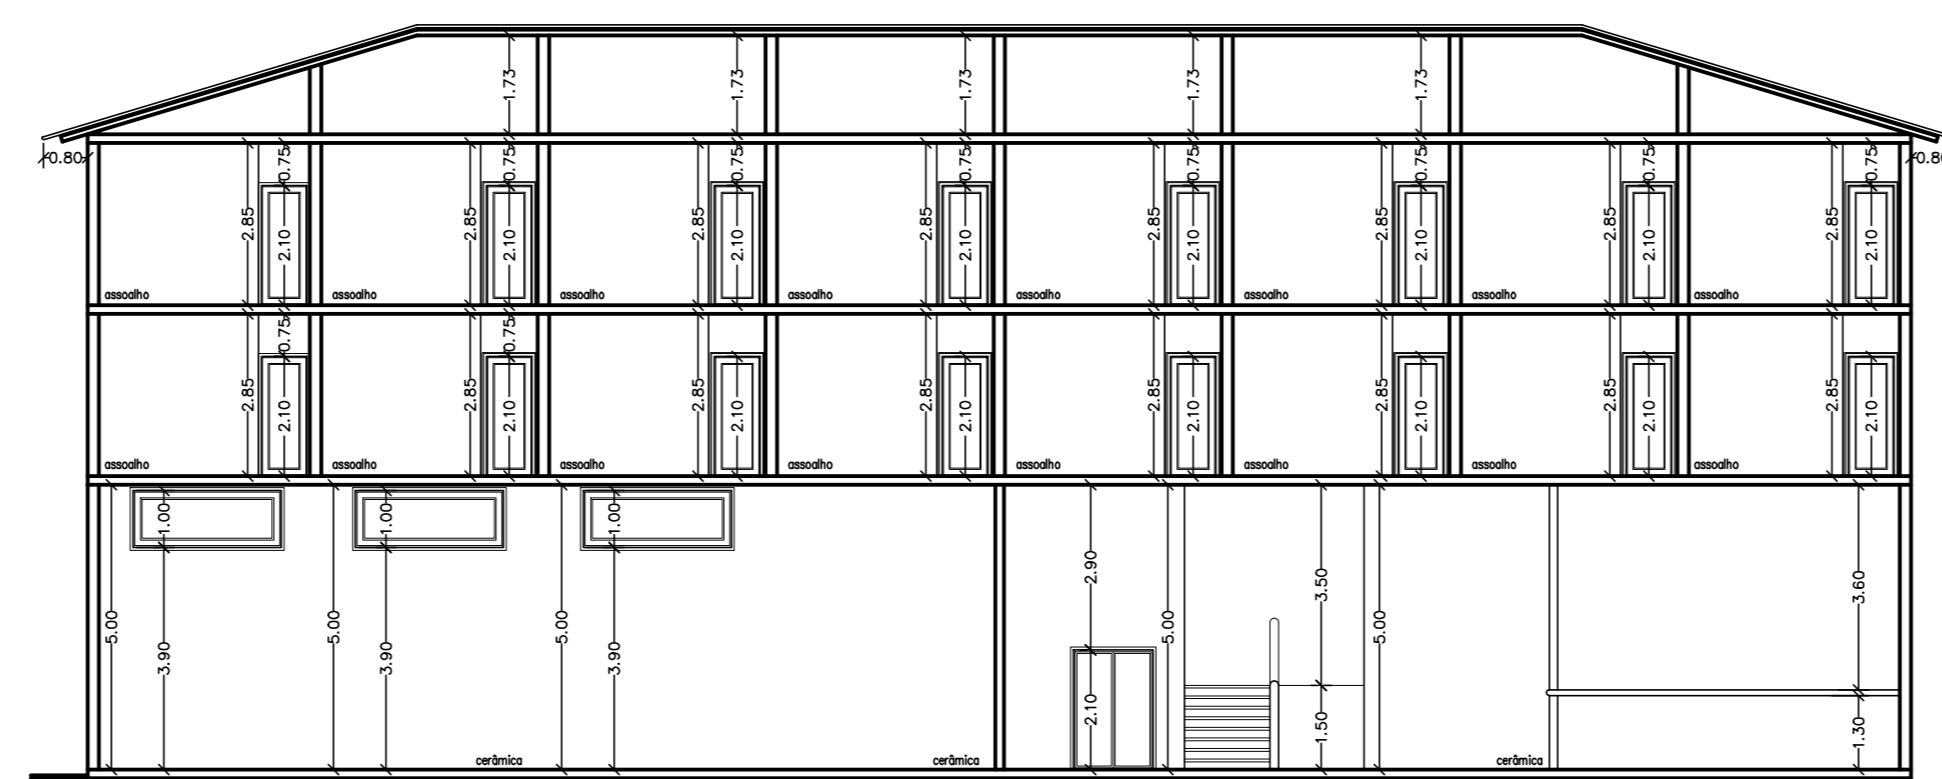 1.73 1.73 1.73 1.73 1.73
0.80 0.80
0.75 0.75 0.75 0.75 0.75 0.75 0.75 0.75
2.85 2.10 2.85 2.10 2.85 2.10 2.85 2.10 2.85 2.10 2.85 2.10 2.85 2.10 2.85 2.10
assoalho assoalho assoalho assoalho assoalho assoalho assoalho assoalho
0.75 0.75
2.85 2.10 2.85 2.10 2.85 2.10 2.85 2.10 2.85 2.10 2.85 2.10 2.85 2.10 2.85 2.10
assoalho assoalho assoalho assoalho assoalho assoalho assoalho assoalho
1.00 1.00 1.00
2.90 3.50 3.60
5.00 5.00 5.00 5.00 5.00
3.90 3.90 3.90
2.10 1.50 1.30
cerâmica cerâmica cerâmica